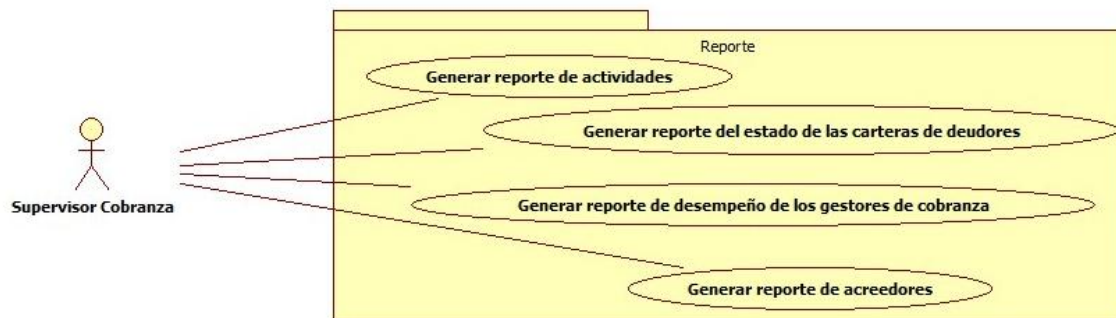 Reporte
Generar reporte de actividades
Generar reporte del estado de las carteras de deudores
Supervisor Cobranza
Generar reporte de desempeño de los gestores de cobranza
Generar reporte de acreedores